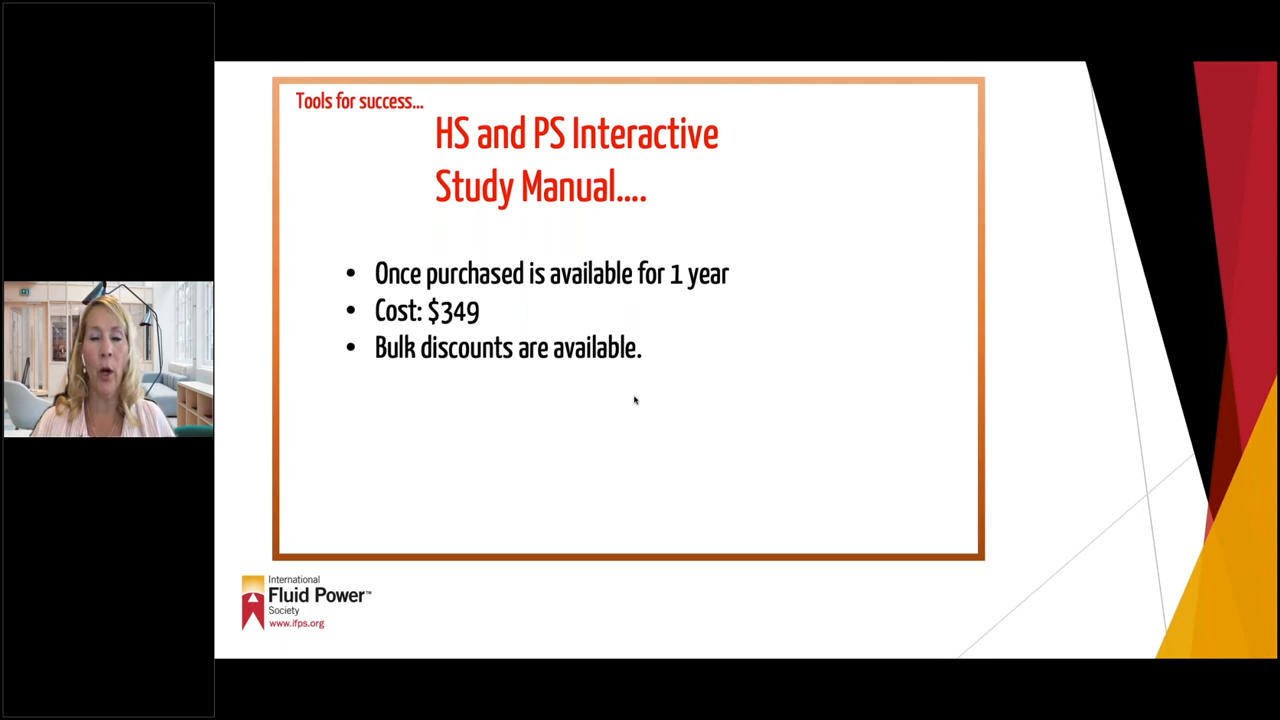 Tools for success...
HS and PS Interactive
Study Manual....
• Once purchased is available for 1 year
• Cost: $349
• Bulk discounts are available.
International
Fluid Power™
Society
www.ifps.org